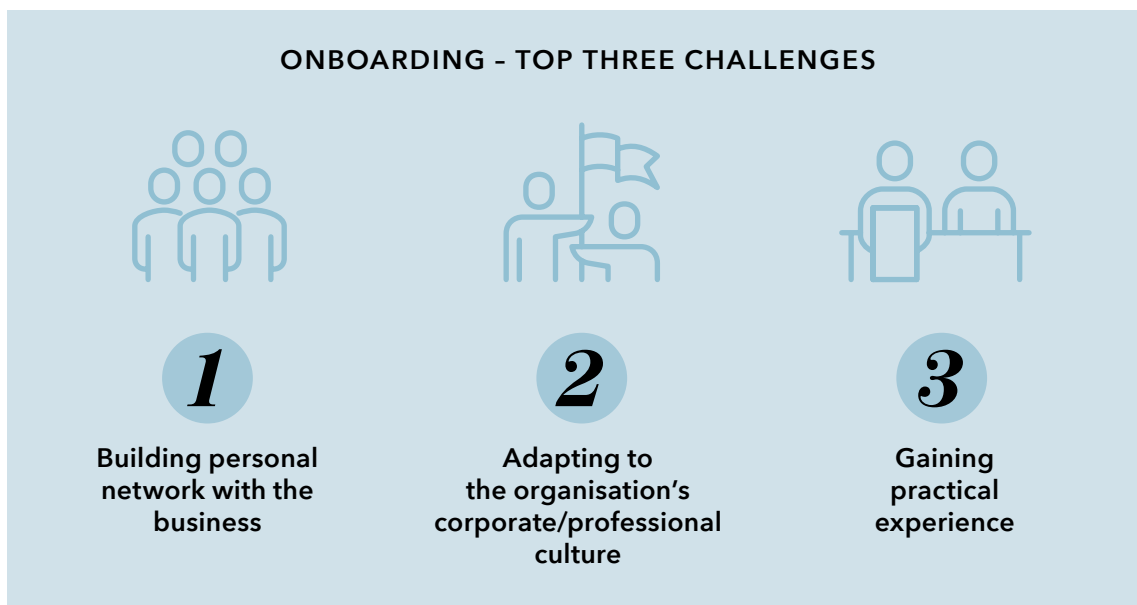 ONBOARDING – TOP THREE CHALLENGES
1
Building personal
network with the
business
2
Adapting to
the organisation's
corporate/professional
culture
3
Gaining
practical
experience